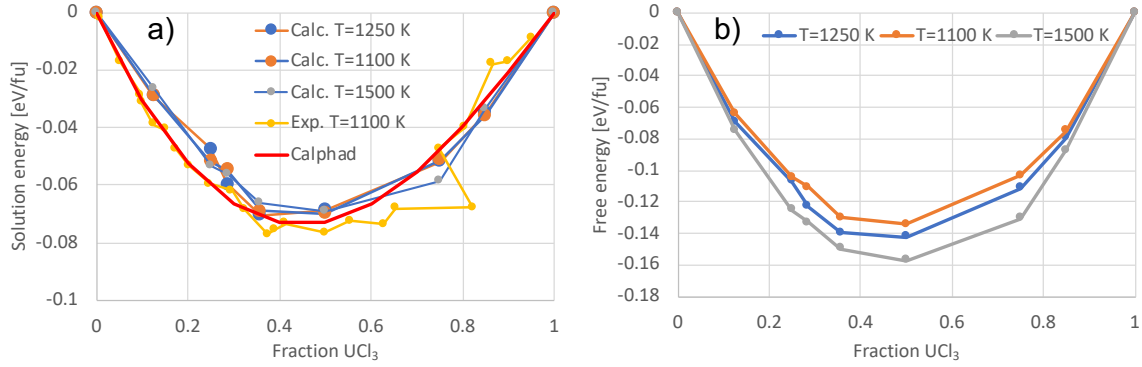 a)
Calc. T=1250 K
Calc. T=1100 K
Calc. T=1500 K
Exp. T=1100 K
Calphad
Solution energy [eV/fu]
0
-0.02
-0.04
-0.06
-0.08
-0.1
0 0.2 0.4 0.6 0.8 1
Fraction UCl₃
b)
T=1250 K T=1100 K T=1500 K
Free energy [eV/fu]
0
-0.02
-0.04
-0.06
-0.08
-0.1
-0.12
-0.14
-0.16
-0.18
0 0.2 0.4 0.6 0.8 1
Fraction UCl₃